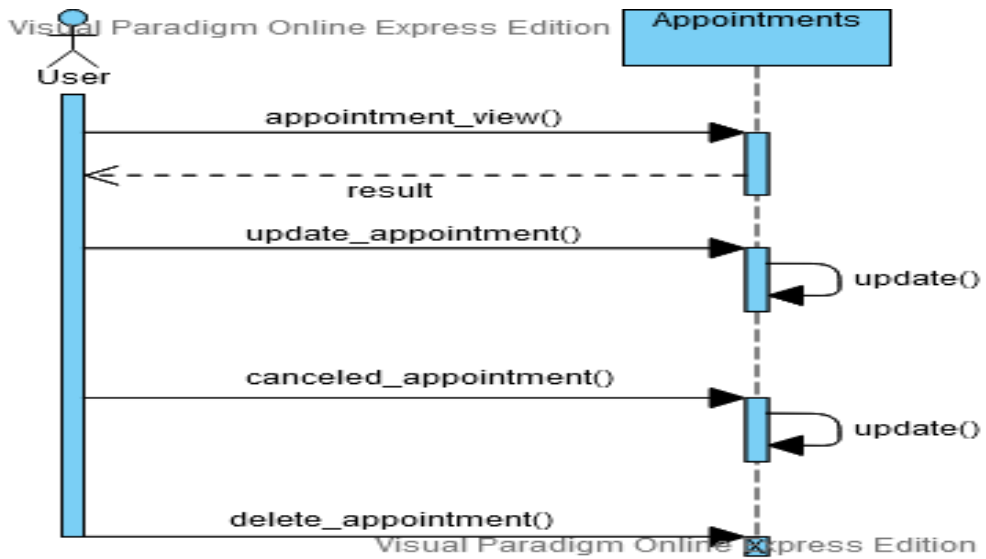 Visual Paradigm Online Express Edition
Appointments
User
appointment_view()
result
update_appointment()
update()
canceled_appointment()
update()
delete_appointment()
Visual Paradigm Online Express Edition